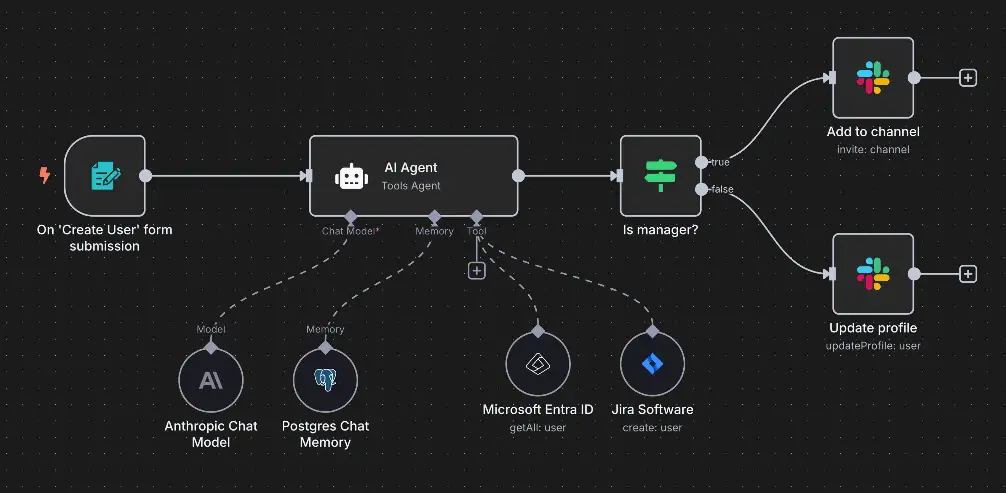 On 'Create User' form
submission
AI Agent
Tools Agent
Chat Model*
Memory
Tool
Is manager?
true
false
Add to channel
invite: channel
Update profile
updateProfile: user
Model
Memory
Anthropic Chat
Model
Postgres Chat
Memory
Microsoft Entra ID
getAll: user
Jira Software
create: user